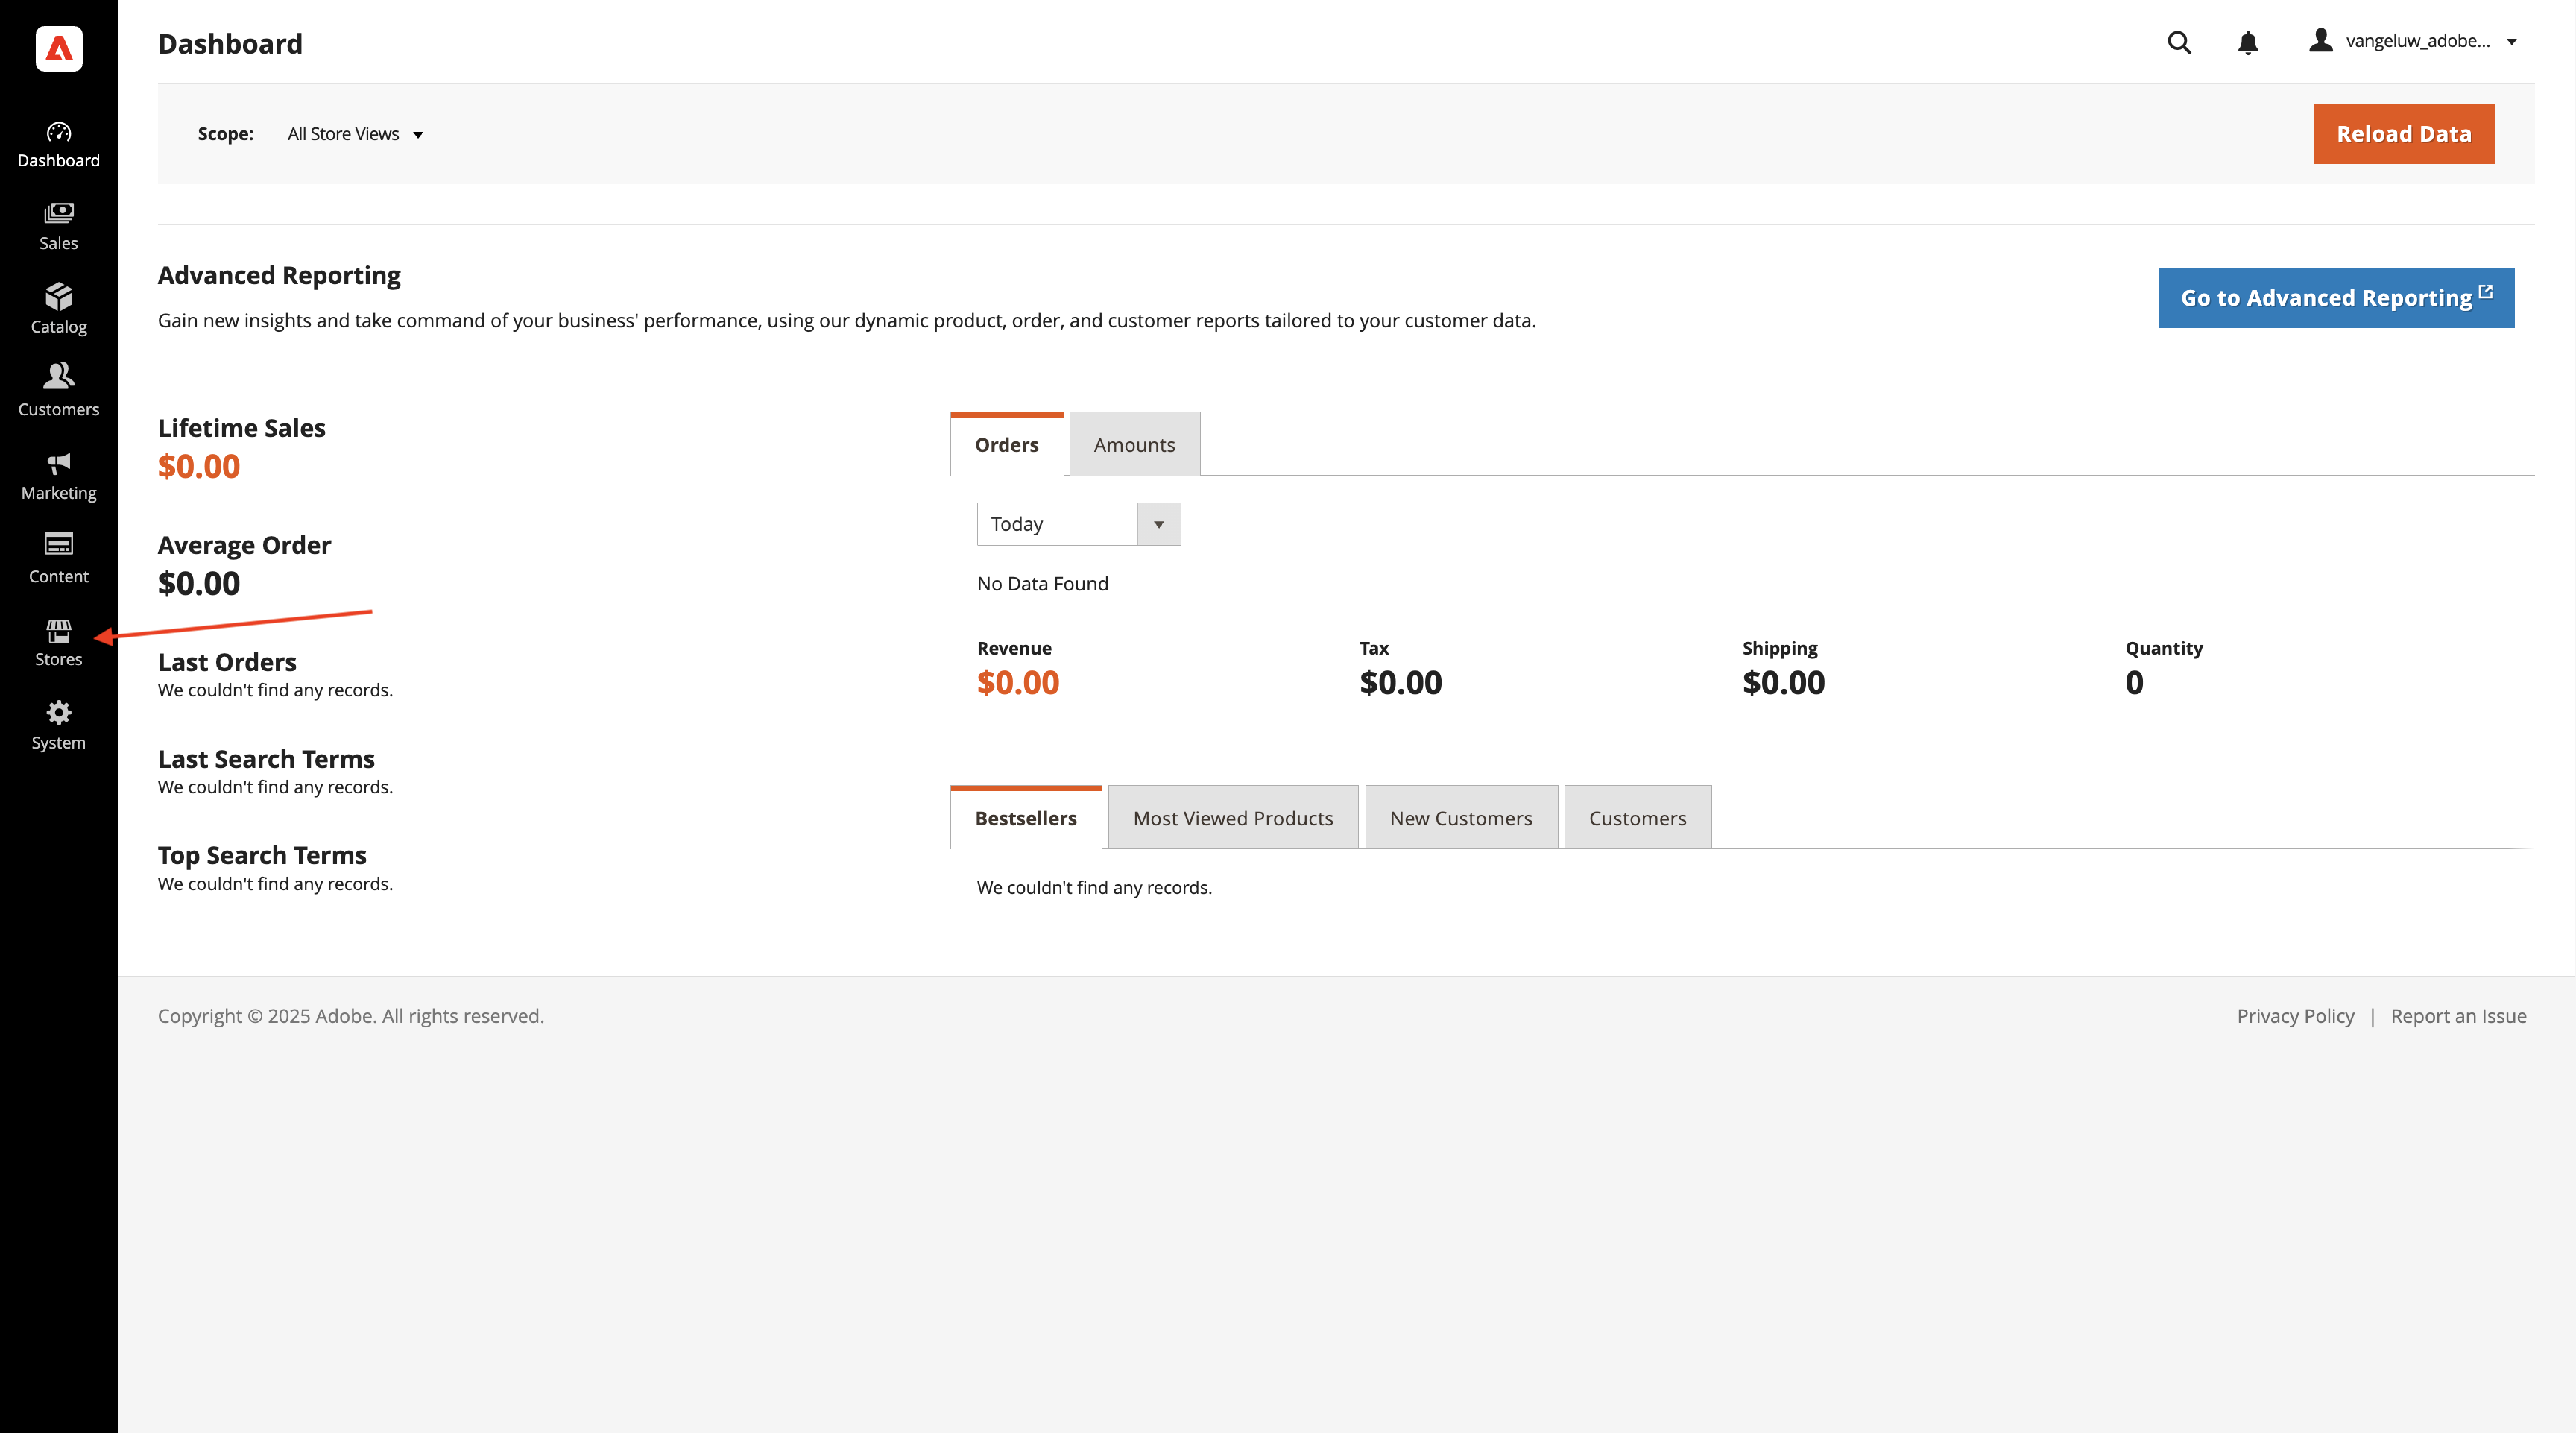 Dashboard
Sales
Catalog
Customers
Marketing
Content
Stores
System
Dashboard
vangeluw_adobe...
Scope: All Store Views
Reload Data
Advanced Reporting
Gain new insights and take command of your business' performance, using our dynamic product, order, and customer reports tailored to your customer data.
Go to Advanced Reporting
Lifetime Sales
$0.00
Average Order
$0.00
Last Orders
We couldn't find any records.
Last Search Terms
We couldn't find any records.
Top Search Terms
We couldn't find any records.
Orders Amounts
Today
No Data Found
Revenue Tax Shipping Quantity
$0.00 $0.00 $0.00 0
Bestsellers Most Viewed Products New Customers Customers
We couldn't find any records.
Copyright © 2025 Adobe. All rights reserved.
Privacy Policy | Report an Issue